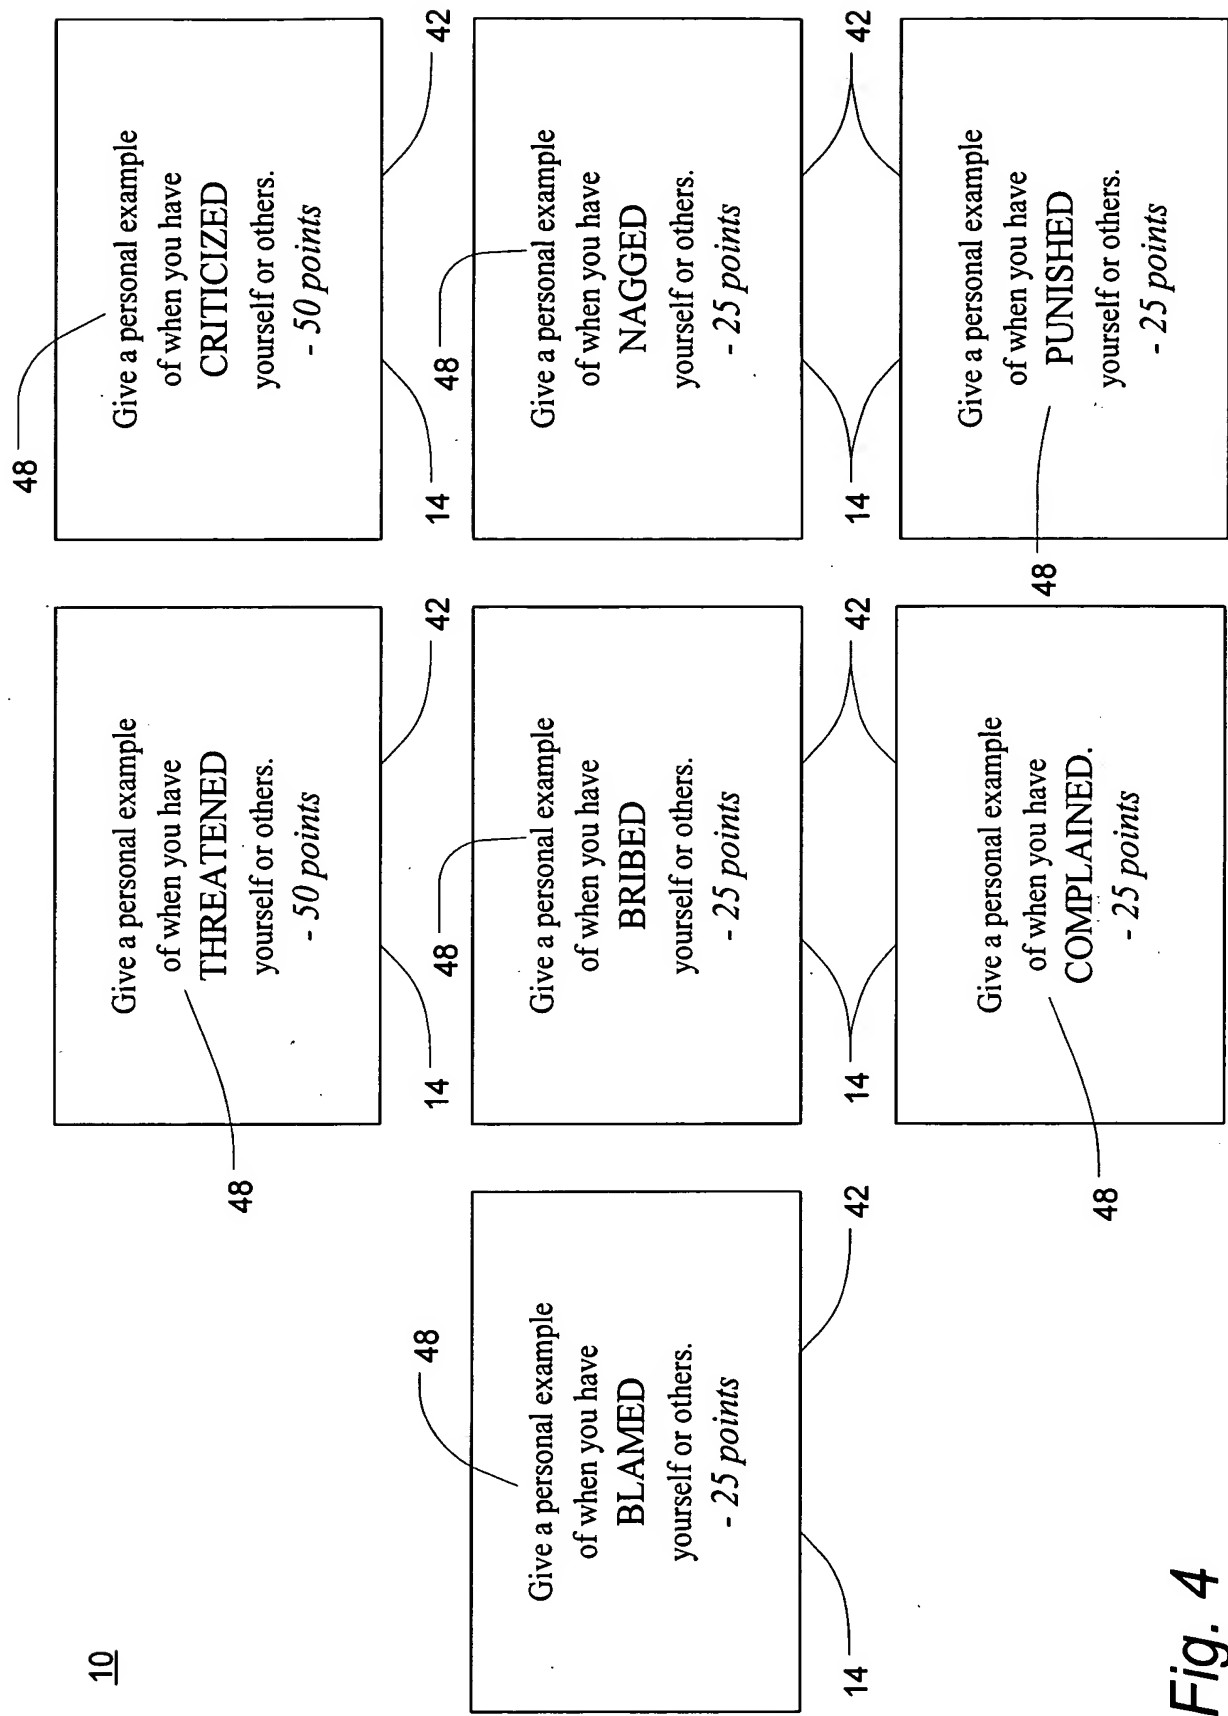 10
48
Give a personal example
of when you have
THREATENED
yourself or others.
- 50 points
48
14
42
Give a personal example
of when you have
CRITICIZED
yourself or others.
- 50 points
14
42
48
Give a personal example
of when you have
BLAMED
yourself or others.
- 25 points
14
42
48
Give a personal example
of when you have
BRIBED
yourself or others.
- 25 points
14
42
48
Give a personal example
of when you have
NAGGED
yourself or others.
- 25 points
14
42
Give a personal example
of when you have
COMPLAINED.
- 25 points
48
Give a personal example
of when you have
PUNISHED
yourself or others.
- 25 points
48
Fig. 4